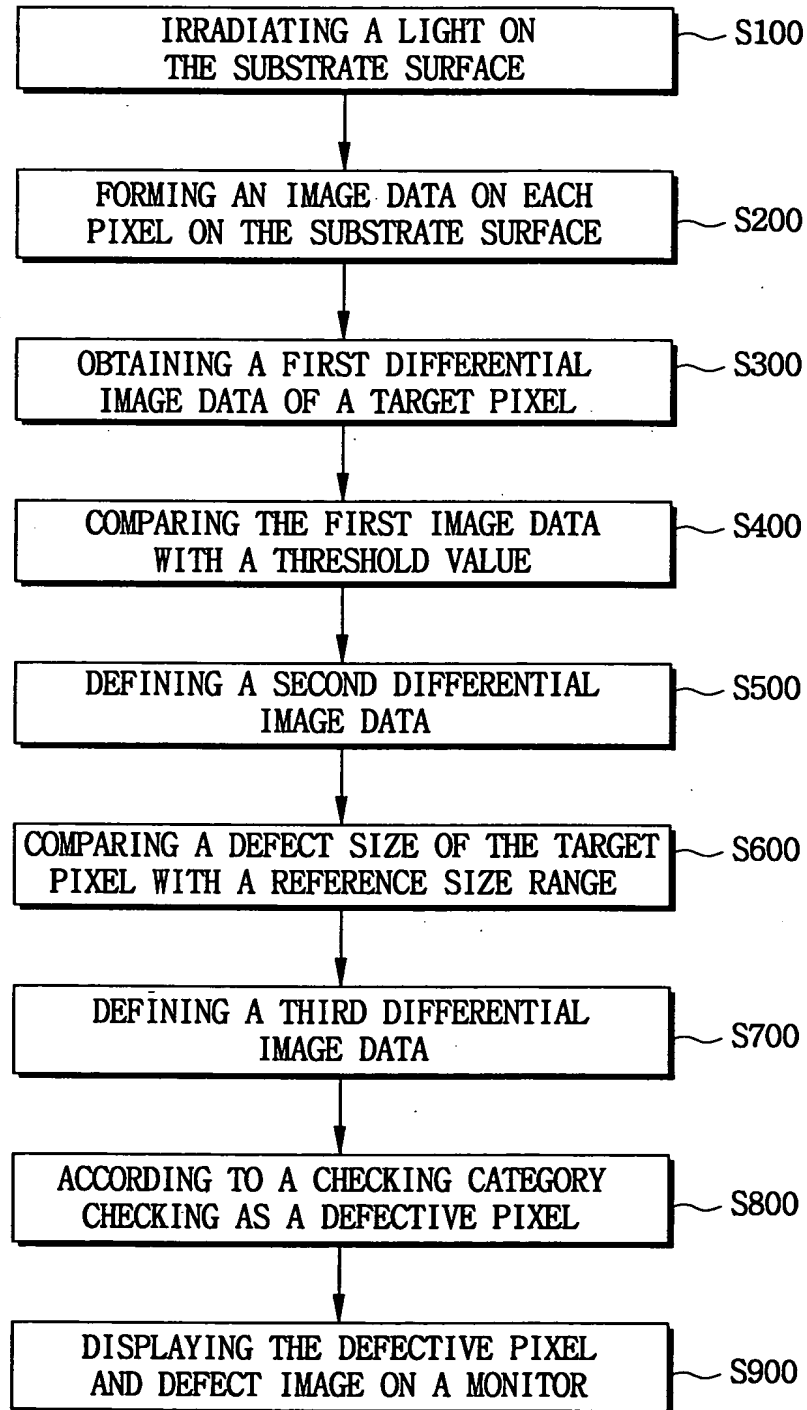 IRRADIATING A LIGHT ON
THE SUBSTRATE SURFACE
S100
FORMING AN IMAGE DATA ON EACH
PIXEL ON THE SUBSTRATE SURFACE
S200
OBTAINING A FIRST DIFFERENTIAL
IMAGE DATA OF A TARGET PIXEL
S300
COMPARING THE FIRST IMAGE DATA
WITH A THRESHOLD VALUE
S400
DEFINING A SECOND DIFFERENTIAL
IMAGE DATA
S500
COMPARING A DEFECT SIZE OF THE TARGET
PIXEL WITH A REFERENCE SIZE RANGE
S600
DEFINING A THIRD DIFFERENTIAL
IMAGE DATA
S700
ACCORDING TO A CHECKING CATEGORY
CHECKING AS A DEFECTIVE PIXEL
S800
DISPLAYING THE DEFECTIVE PIXEL
AND DEFECT IMAGE ON A MONITOR
S900